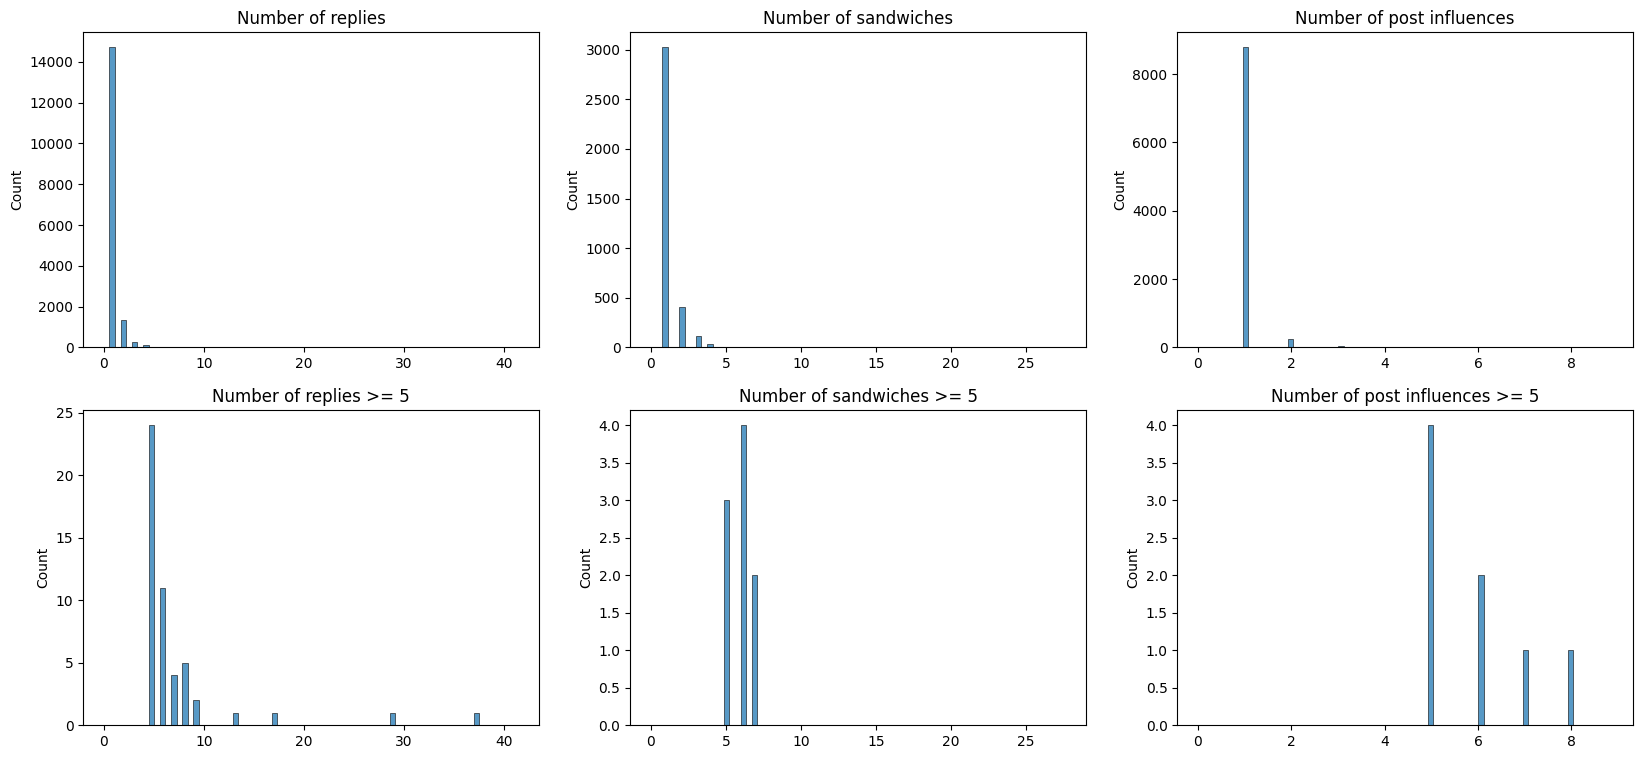 Number of replies
Count
14000
12000
10000
8000
6000
4000
2000
0
0 10 20 30 40
Number of sandwiches
Count
3000
2500
2000
1500
1000
500
0
0 5 10 15 20 25
Number of post influences
Count
8000
6000
4000
2000
0
0 2 4 6 8
Number of replies >= 5
Count
25
20
15
10
5
0
0 10 20 30 40
Number of sandwiches >= 5
Count
4.0
3.5
3.0
2.5
2.0
1.5
1.0
0.5
0.0
0 5 10 15 20 25
Number of post influences >= 5
Count
4.0
3.5
3.0
2.5
2.0
1.5
1.0
0.5
0.0
0 2 4 6 8